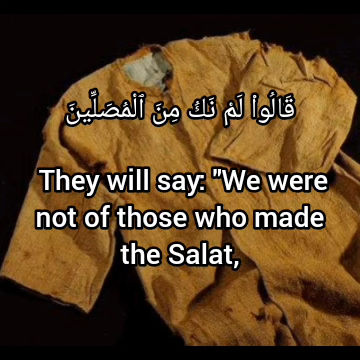 قَالُوا۟ لَمْ نَكُ مِنَ ٱلْمُصَلِّينَ
They will say: "We were
not of those who made
the Salat,